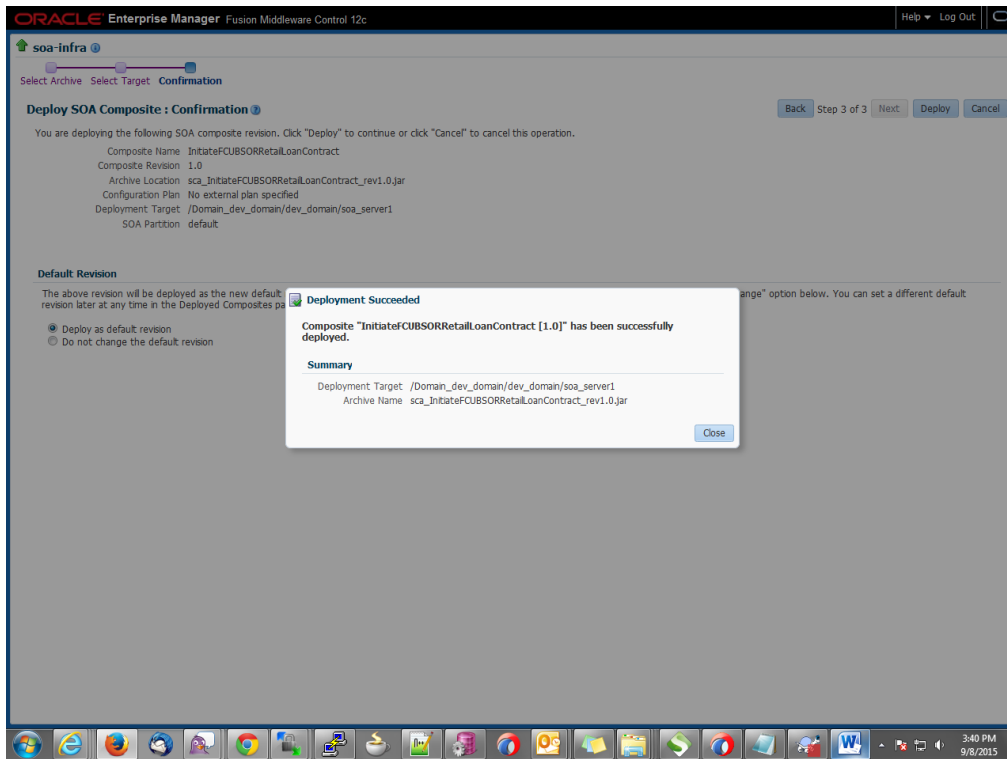 ORACLE Enterprise Manager Fusion Middleware Control 12c
Help Log Out
soa-infra
Select Archive Select Target Confirmation
Deploy SOA Composite : Confirmation
Back Step 3 of 3 Next Deploy Cancel
You are deploying the following SOA composite revision. Click "Deploy" to continue or click "Cancel" to cancel this operation.
Composite Name InitiateFCUBSORRetailLoanContract
Composite Revision 1.0
Archive Location sca_InitiateFCUBSORRetailLoanContract_rev1.0.jar
Configuration Plan No external plan specified
Deployment Target /Domain_dev_domain/dev_domain/soa_server1
SOA Partition default
Default Revision
The above revision will be deployed as the new default
ange" option below. You can set a different default
revision later at any time in the Deployed Composites pa
Deploy as default revision
Do not change the default revision
Deployment Succeeded
Composite "InitiateFCUBSORRetailLoanContract [1.0]" has been successfully
deployed.
Summary
Deployment Target /Domain_dev_domain/dev_domain/soa_server1
Archive Name sca_InitiateFCUBSORRetailLoanContract_rev1.0.jar
Close
3:40 PM
9/8/2015